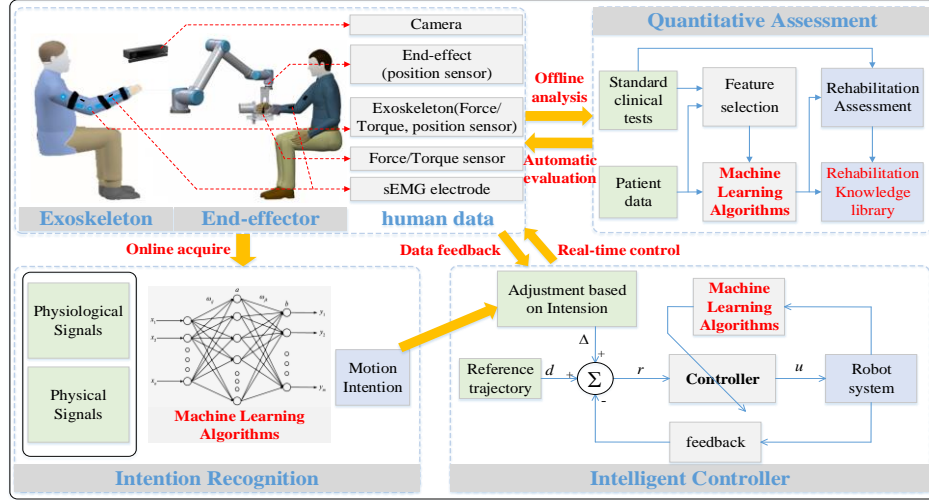 Camera
End-effect
(position sensor)
Exoskeleton(Force/
Torque, position sensor)
Force/Torque sensor
sEMG electrode
Exoskeleton
End-effector
human data
Offline
analysis
Automatic
evaluation
Quantitative Assessment
Standard
clinical
tests
Feature
selection
Rehabilitation
Assessment
Patient
data
Machine
Learning
Algorithms
Rehabilitation
Knowledge
library
Online acquire
Data feedback
Real-time control
Physiological
Signals
Physical
Signals
a
b
Machine Learning
Algorithms
Motion
Intention
Intention Recognition
Adjustment based
on Intension
Machine
Learning
Algorithms
Δ
+
Reference
trajectory
d
+
Σ
-
r
Controller
u
Robot
system
feedback
Intelligent Controller